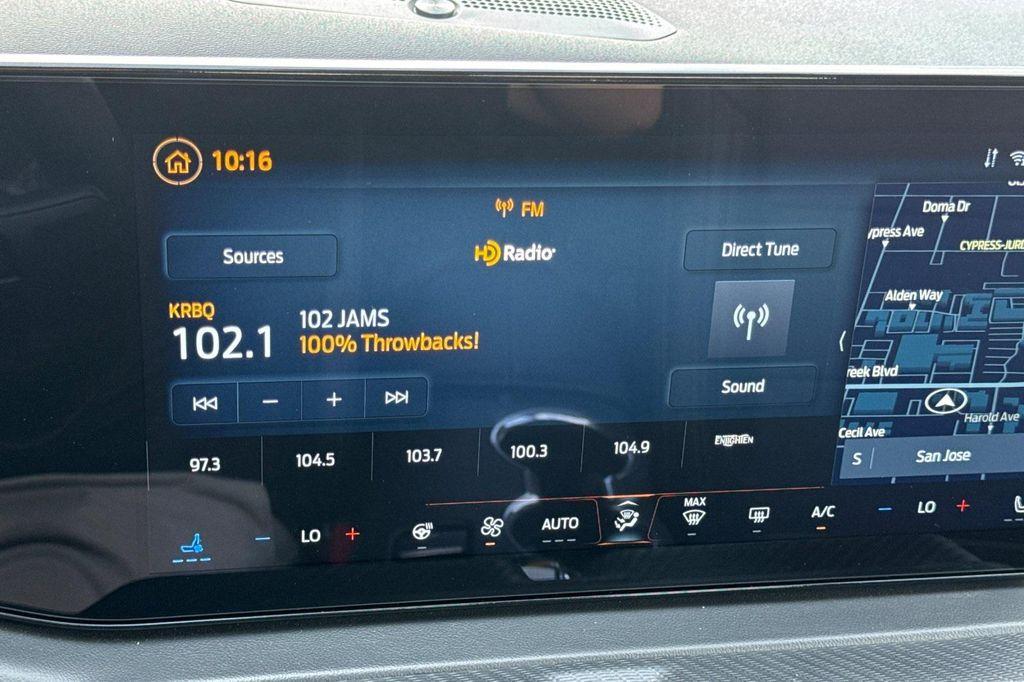 10:16
FM
Sources
HD Radio
Direct Tune
KRBQ
102.1
102 JAMS
100% Throwbacks!
Sound
97.3
104.5
103.7
100.3
104.9
LO
AUTO
MAX
A/C
LO
Doma Dr
ypress Ave
CYPRESS-JURD
Alden Way
reek Blvd
Harold Ave
Cecil Ave
S
San Jose